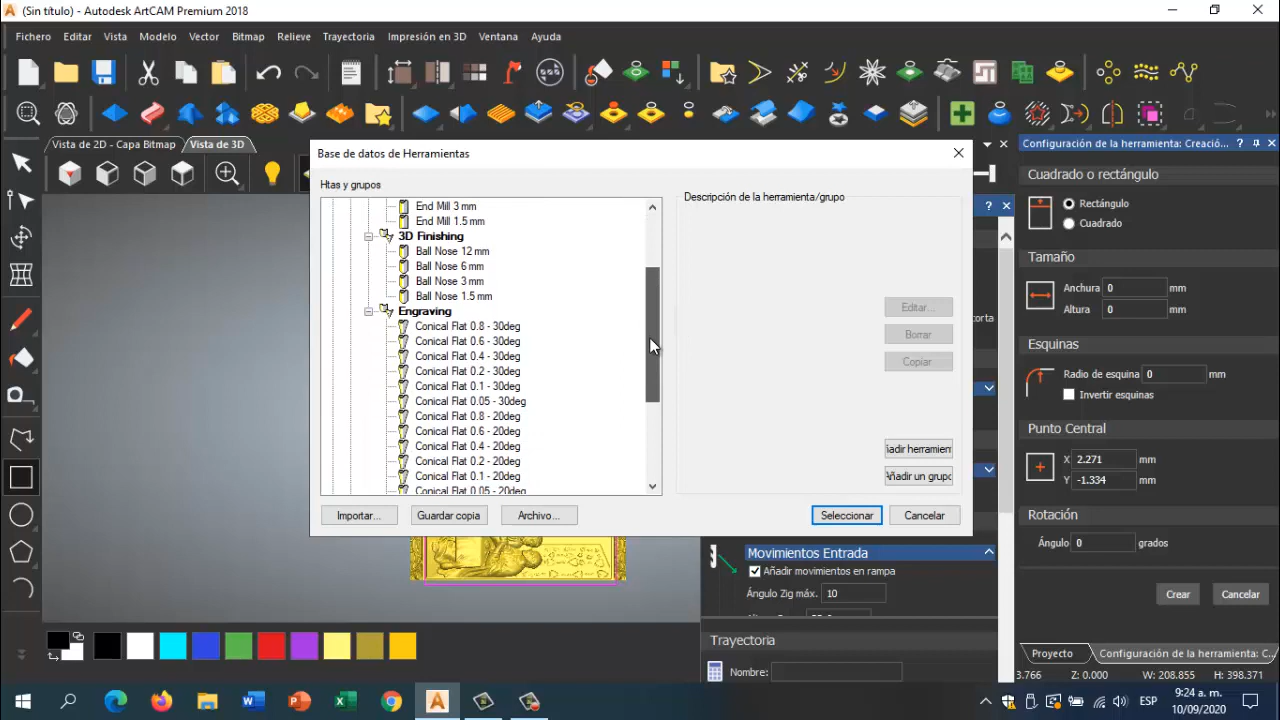 (Sin título) - Autodesk ArtCAM Premium 2018
Fichero Editar Vista Modelo Vector Bitmap Relieve Trayectoria Impresión en 3D Ventana Ayuda
Vista de 2D - Capa Bitmap Vista de 3D
Base de datos de Herramientas
Htas y grupos
End Mill 3 mm
End Mill 1.5 mm
3D Finishing
Ball Nose 12 mm
Ball Nose 6 mm
Ball Nose 3 mm
Ball Nose 1.5 mm
Engraving
Conical Flat 0.8 - 30deg
Conical Flat 0.6 - 30deg
Conical Flat 0.4 - 30deg
Conical Flat 0.2 - 30deg
Conical Flat 0.1 - 30deg
Conical Flat 0.05 - 30deg
Conical Flat 0.8 - 20deg
Conical Flat 0.6 - 20deg
Conical Flat 0.4 - 20deg
Conical Flat 0.2 - 20deg
Conical Flat 0.1 - 20deg
Conical Flat 0.05 - 20deg
Descripción de la herramienta/grupo
Editar...
Borrar
Copiar
ñadir herramient
Añadir un grupo
Importar... Guardar copia Archivo... Seleccionar Cancelar
orta
Movimientos Entrada
Añadir movimientos en rampa
Ángulo Zig máx. 10
Trayectoria
Nombre:
Configuración de la herramienta: Creació...
Cuadrado o rectángulo
Rectángulo
Cuadrado
Tamaño
Anchura 0 mm
Altura 0 mm
Esquinas
Radio de esquina 0 mm
Invertir esquinas
Punto Central
X 2.271 mm
Y -1.334 mm
Rotación
Ángulo 0 grados
Crear Cancelar
Proyecto Configuración de la herramienta: C...
3.766 Z: 0.000 W: 208.855 H: 398.371
ESP
9:24 a. m.
10/09/2020